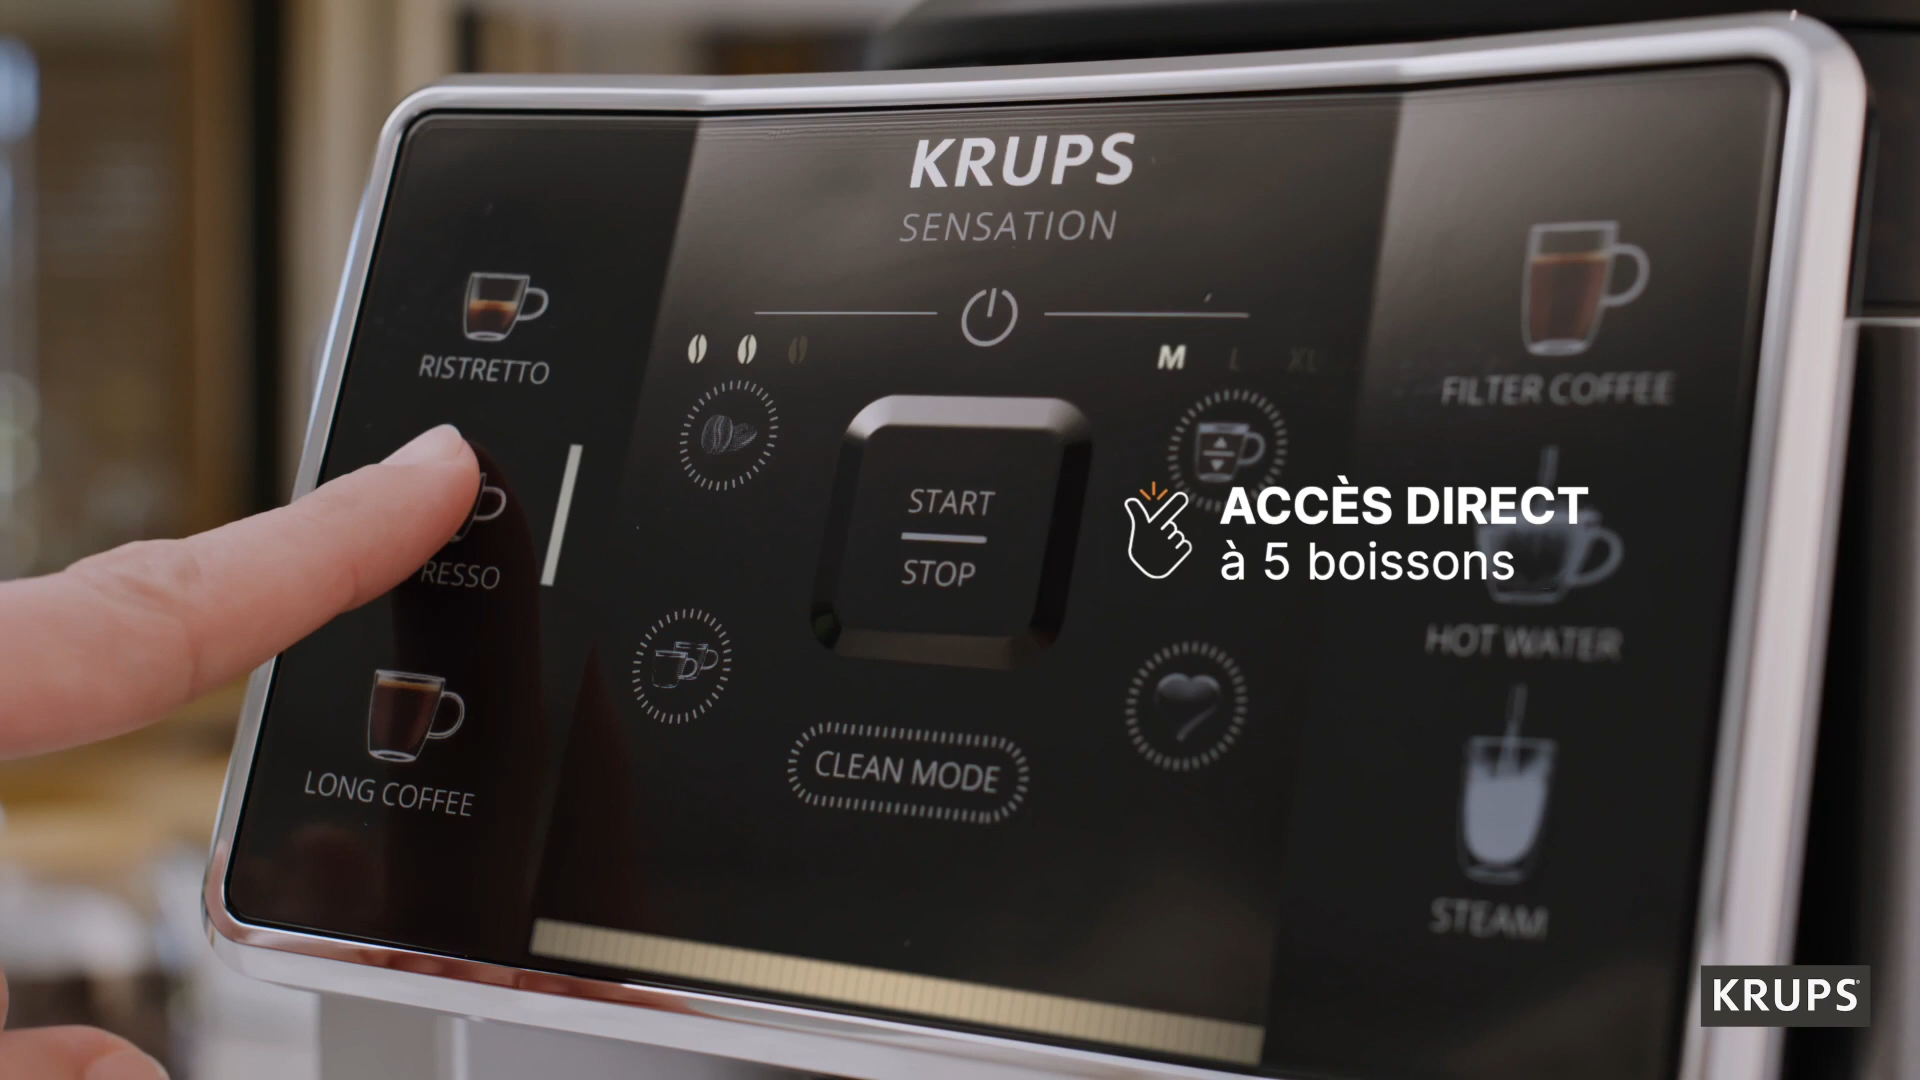 KRUPS
SENSATION
RISTRETTO
M L XL
FILTER COFFEE
START
STOP
ACCÈS DIRECT
à 5 boissons
RESSO
HOT WATER
CLEAN MODE
LONG COFFEE
STEAM
KRUPS